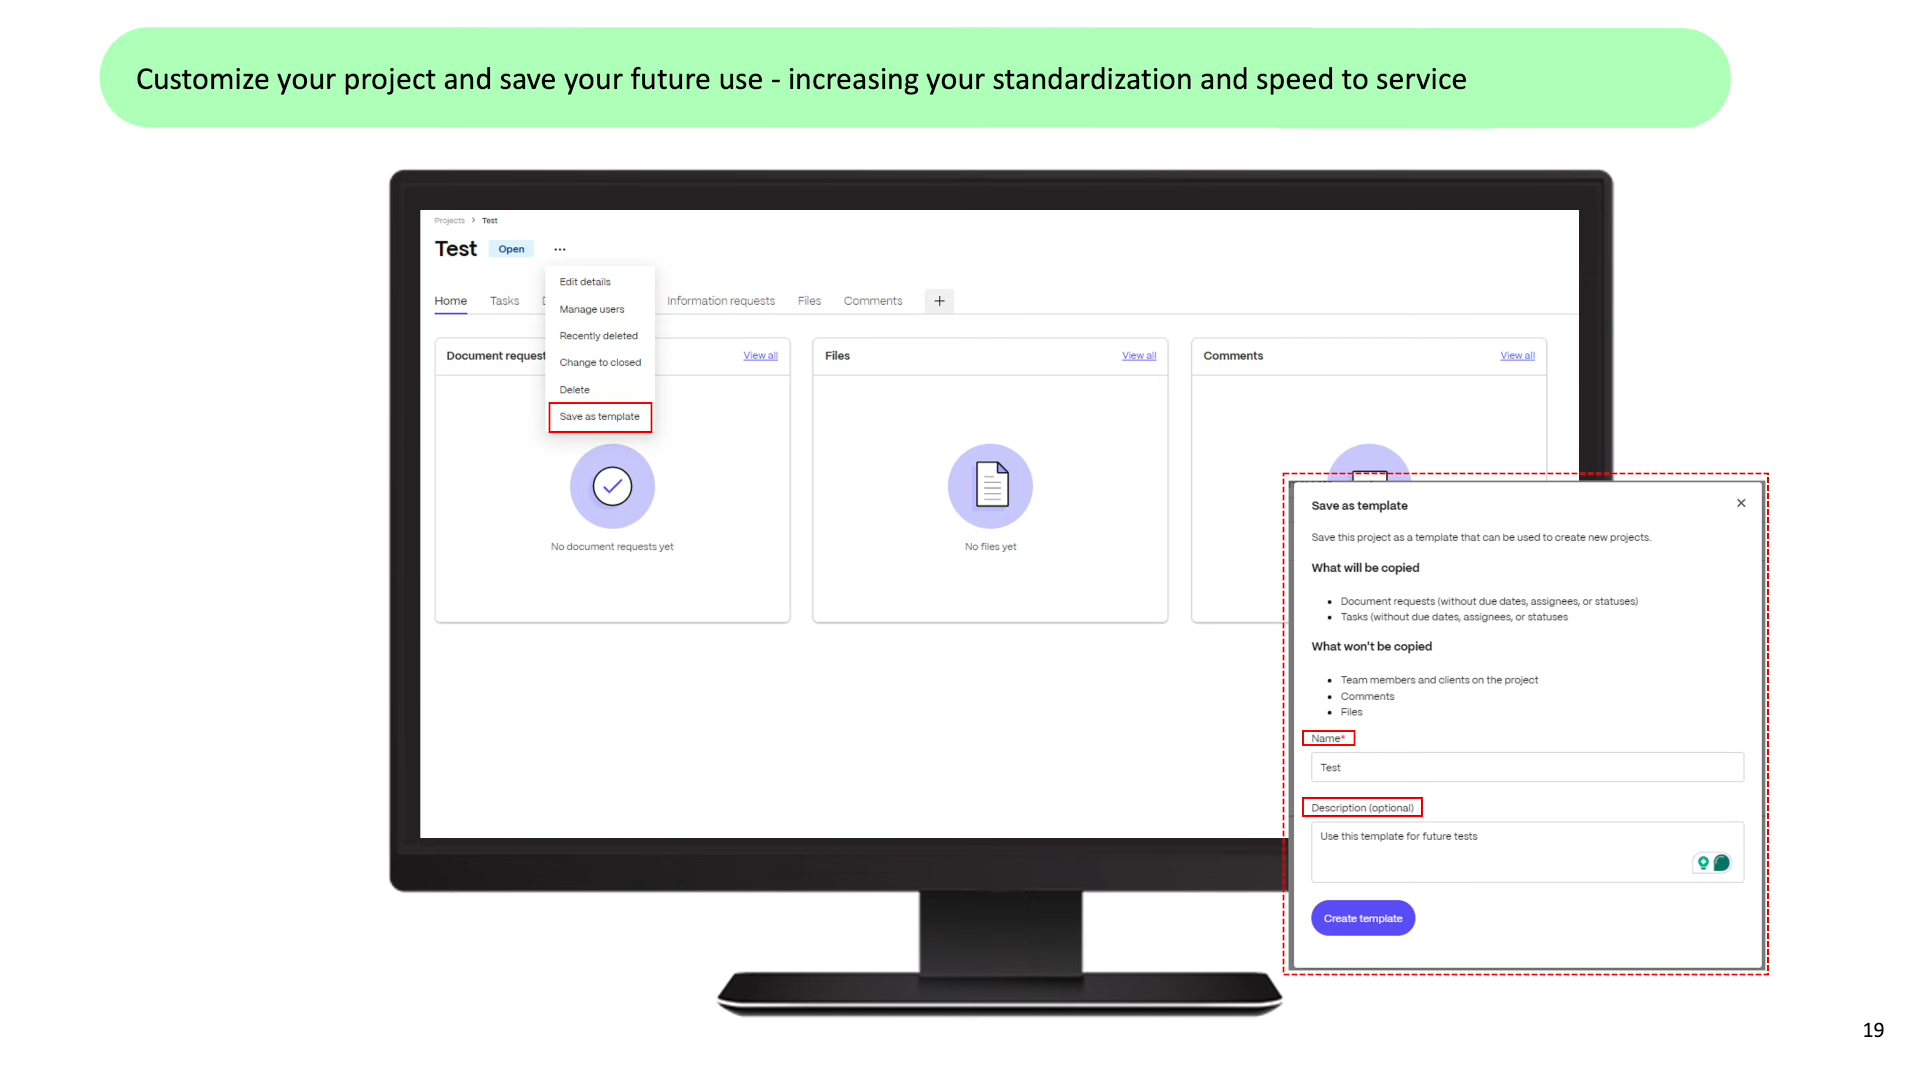 Customize your project and save your future use - increasing your standardization and speed to service
Projects > Test
Test Open ...
Edit details
Manage users
Recently deleted
Change to closed
Delete
Save as template
Home Tasks D Information requests Files Comments +
Document request View all
No document requests yet
Files View all
No files yet
Comments View all
Save as template
Save this project as a template that can be used to create new projects.
What will be copied
• Document requests (without due dates, assignees, or statuses)
• Tasks (without due dates, assignees, or statuses
What won't be copied
• Team members and clients on the project
• Comments
• Files
Name*
Test
Description (optional)
Use this template for future tests
Create template
19